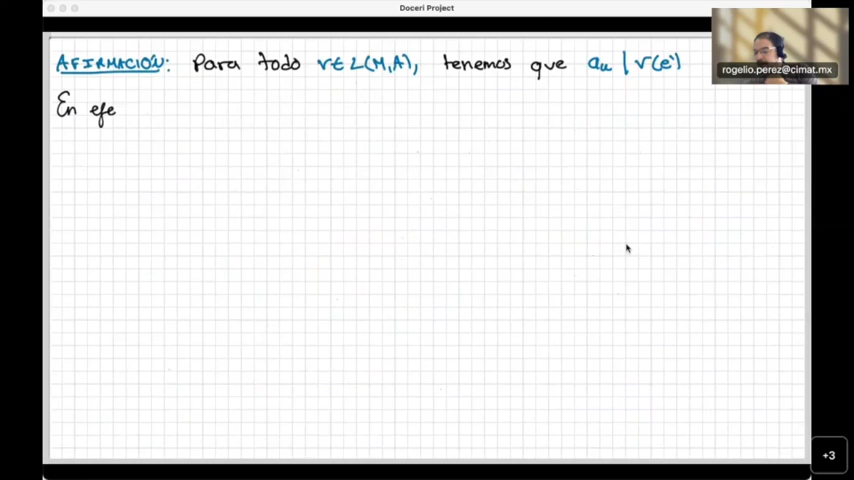 Doceri Project
AFIRMACIÓN: Para todo v ∈ L(M,A), tenemos que au | v(e')
En efe
rogelio.perez@cimat.mx
+3